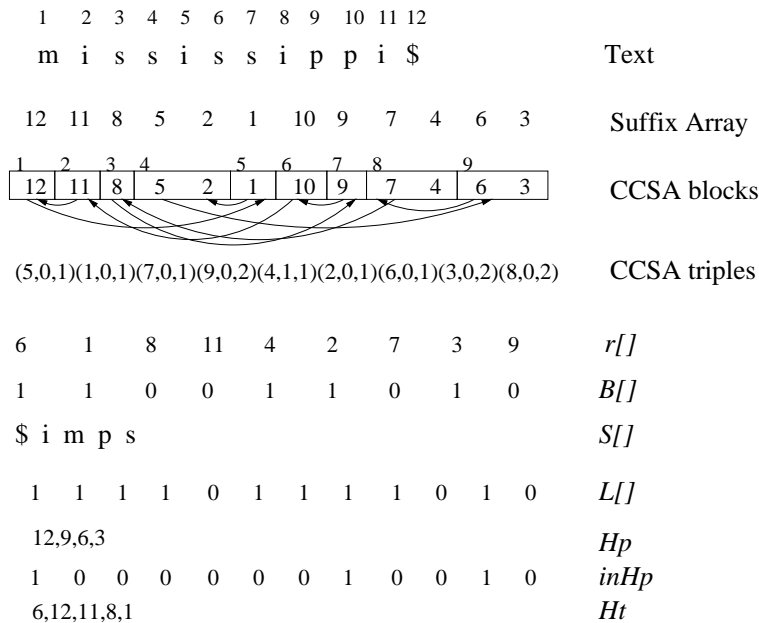 1 2 3 4 5 6 7 8 9 10 11 12
m i s s i s s i p p i $ Text
12 11 8 5 2 1 10 9 7 4 6 3 Suffix Array
1 2 3 4 5 6 7 8 9
12 11 8 5 2 1 10 9 7 4 6 3 CCSA blocks
(5,0,1)(1,0,1)(7,0,1)(9,0,2)(4,1,1)(2,0,1)(6,0,1)(3,0,2)(8,0,2) CCSA triples
6 1 8 11 4 2 7 3 9 r[]
1 1 0 0 1 1 0 1 0 B[]
$ i m p s S[]
1 1 1 1 0 1 1 1 1 0 1 0 L[]
12,9,6,3 Hp
1 0 0 0 0 0 0 1 0 0 1 0 inHp
6,12,11,8,1 Ht